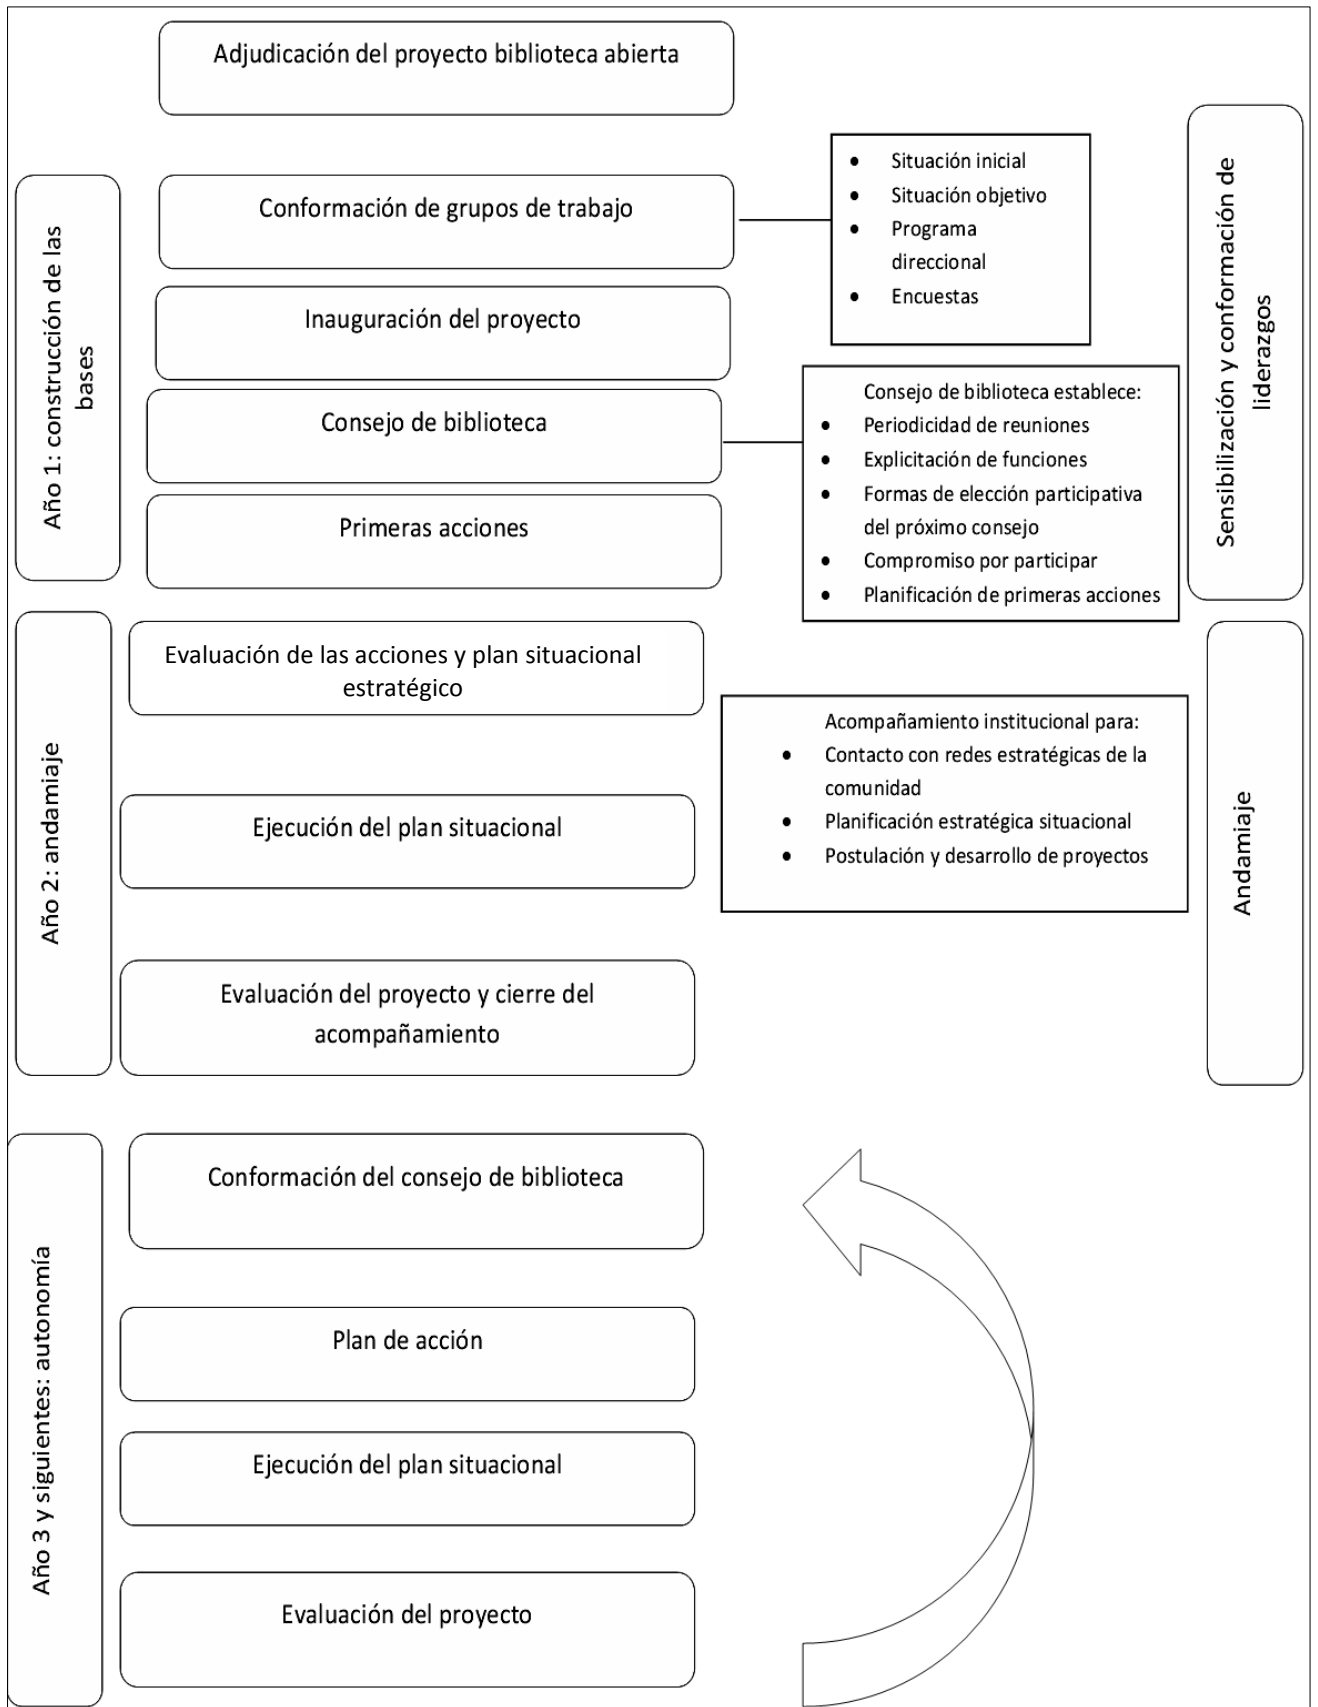 Adjudicación del proyecto biblioteca abierta
Año 1: construcción de las
bases
Conformación de grupos de trabajo
Situación inicial
Situación objetivo
Programa
direccional
Encuestas
Sensibilización y conformación de
liderazgos
Inauguración del proyecto
Consejo de biblioteca
Consejo de biblioteca establece:
Periodicidad de reuniones
Explicitación de funciones
Formas de elección participativa
del próximo consejo
Compromiso por participar
Planificación de primeras acciones
Primeras acciones
Año 2: andamiaje
Evaluación de las acciones y plan situacional
estratégico
Acompañamiento institucional para:
Contacto con redes estratégicas de la
comunidad
Planificación estratégica situacional
Postulación y desarrollo de proyectos
Andamiaje
Ejecución del plan situacional
Evaluación del proyecto y cierre del
acompañamiento
Año 3 y siguientes: autonomía
Conformación del consejo de biblioteca
Plan de acción
Ejecución del plan situacional
Evaluación del proyecto